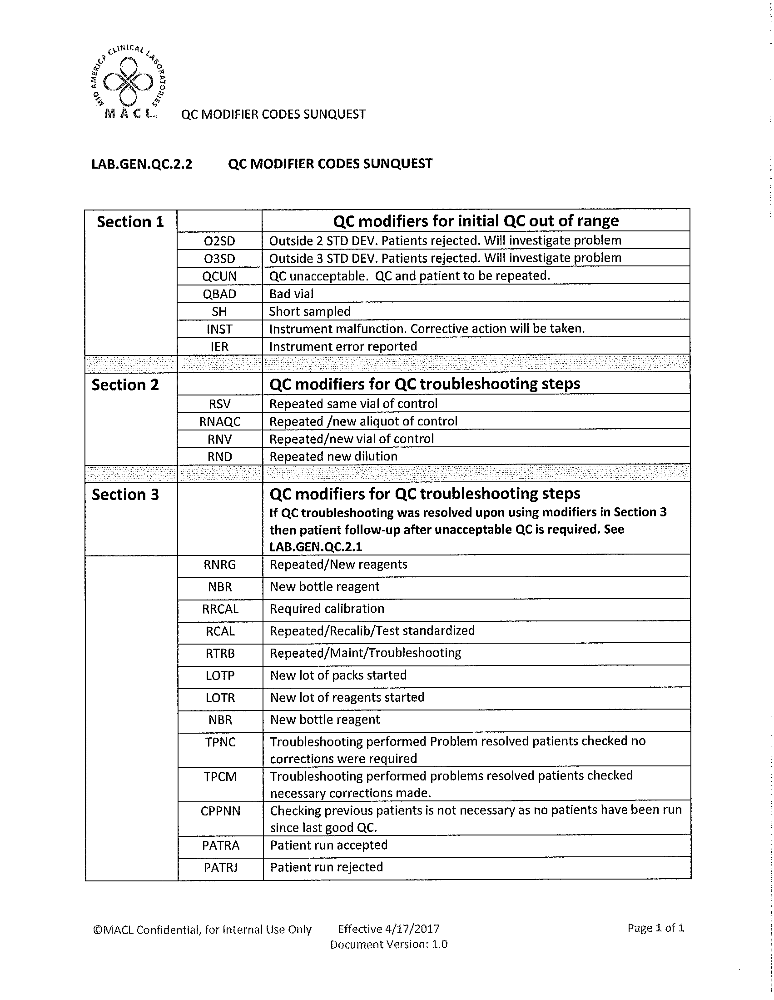 MID AMERICA CLINICAL LABORATORIES
MACL QC MODIFIER CODES SUNQUEST
LAB.GEN.QC.2.2 QC MODIFIER CODES SUNQUEST
Section 1 QC modifiers for initial QC out of range
O2SD Outside 2 STD DEV. Patients rejected. Will investigate problem
O3SD Outside 3 STD DEV. Patients rejected. Will investigate problem
QCUN QC unacceptable. QC and patient to be repeated.
QBAD Bad vial
SH Short sampled
INST Instrument malfunction. Corrective action will be taken.
IER Instrument error reported
Section 2 QC modifiers for QC troubleshooting steps
RSV Repeated same vial of control
RNAQC Repeated /new aliquot of control
RNV Repeated/new vial of control
RND Repeated new dilution
Section 3 QC modifiers for QC troubleshooting steps
If QC troubleshooting was resolved upon using modifiers in Section 3
then patient follow-up after unacceptable QC is required. See
LAB.GEN.QC.2.1
RNRG Repeated/New reagents
NBR New bottle reagent
RRCAL Required calibration
RCAL Repeated/Recalib/Test standardized
RTRB Repeated/Maint/Troubleshooting
LOTP New lot of packs started
LOTR New lot of reagents started
NBR New bottle reagent
TPNC Troubleshooting performed Problem resolved patients checked no
corrections were required
TPCM Troubleshooting performed problems resolved patients checked
necessary corrections made.
CPPNN Checking previous patients is not necessary as no patients have been run
since last good QC.
PATRA Patient run accepted
PATRJ Patient run rejected
©MACL Confidential, for Internal Use Only Effective 4/17/2017 Page 1 of 1
Document Version: 1.0